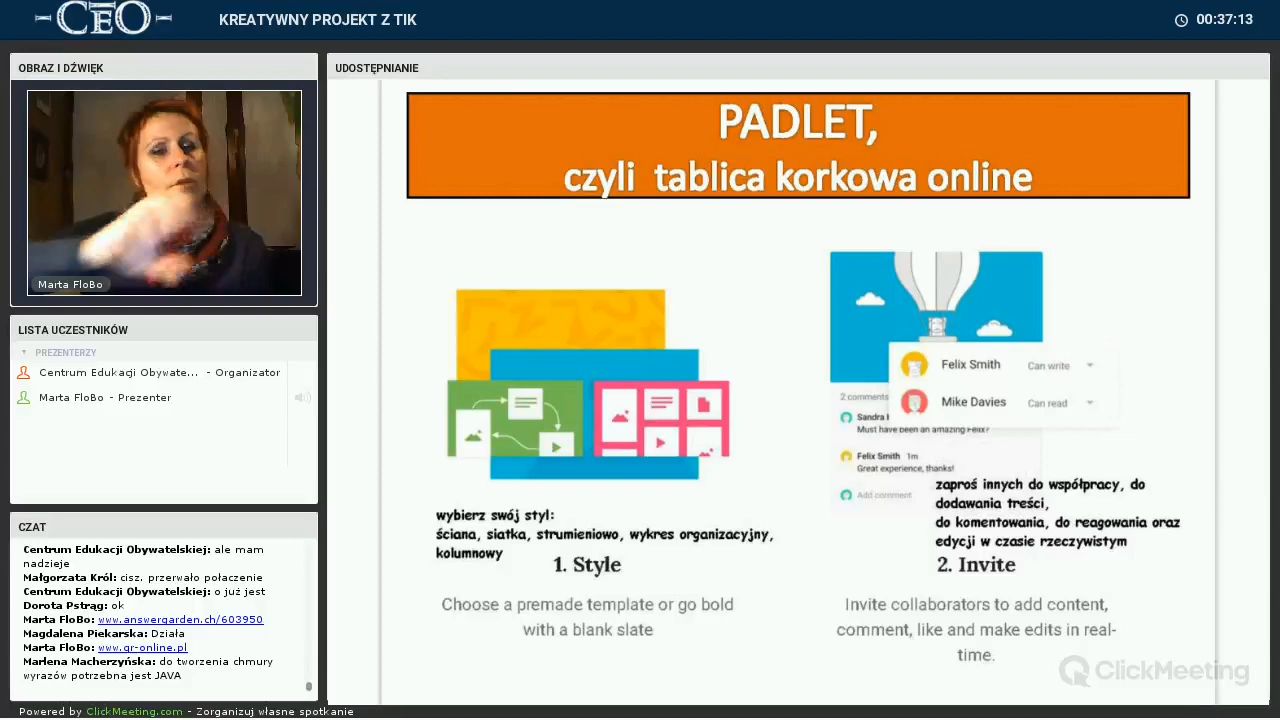 CEO
KREATYWNY PROJEKT Z TIK
00:37:13
OBRAZ I DŹWIĘK
Marta FloBo
LISTA UCZESTNIKÓW
PREZENTERZY
Centrum Edukacji Obywate... - Organizator
Marta FloBo - Prezenter
CZAT
Centrum Edukacji Obywatelskiej: ale mam
nadzieje
Małgorzata Król: cisz. przerwało połaczenie
Centrum Edukacji Obywatelskiej: o już jest
Dorota Pstrąg: ok
Marta FloBo: www.answergarden.ch/603950
Magdalena Piekarska: Działa
Marta FloBo: www.qr-online.pl
Marlena Macherzyńska: do tworzenia chmury
wyrazów potrzebna jest JAVA
UDOSTĘPNIANIE
PADLET,
czyli tablica korkowa online
wybierz swój styl:
ściana, siatka, strumieniowo, wykres organizacyjny,
kolumnowy
1. Style
Choose a premade template or go bold
with a blank slate
Felix Smith Can write
Mike Davies Can read
2 comments
Sandra
Must have been an amazing Felix?
Felix Smith 1m
Great experience, thanks!
Add comment
zaproś innych do współpracy, do
dodawania treści,
do komentowania, do reagowania oraz
edycji w czasie rzeczywistym
2. Invite
Invite collaborators to add content,
comment, like and make edits in real-
time.
ClickMeeting
Powered by ClickMeeting.com - Zorganizuj własne spotkanie